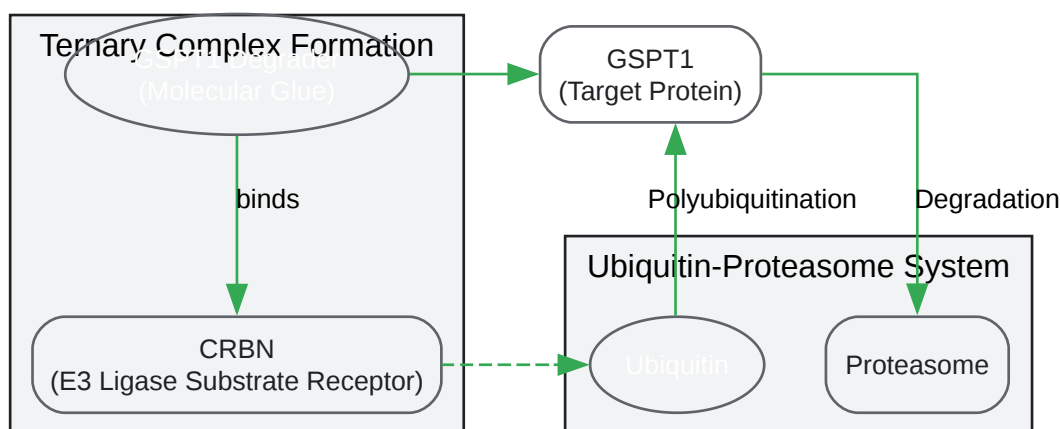 Ternary Complex Formation
GSPT1 Degrader
(Molecular Glue)
GSPT1
(Target Protein)
binds
Polyubiquitination
Degradation
Ubiquitin-Proteasome System
CRBN
(E3 Ligase Substrate Receptor)
Ubiquitin
Proteasome